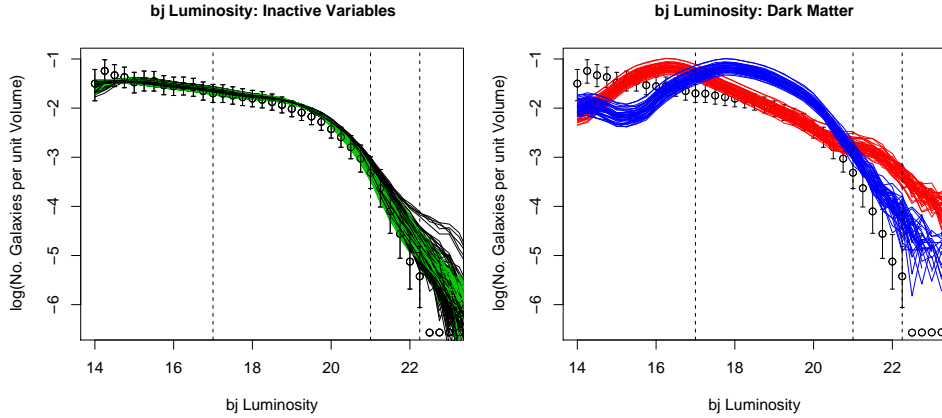 bj Luminosity: Inactive Variables
log(No. Galaxies per unit Volume)
-1
-2
-3
-4
-5
-6
14 16 18 20 22
bj Luminosity
bj Luminosity: Dark Matter
log(No. Galaxies per unit Volume)
-1
-2
-3
-4
-5
-6
14 16 18 20 22
bj Luminosity